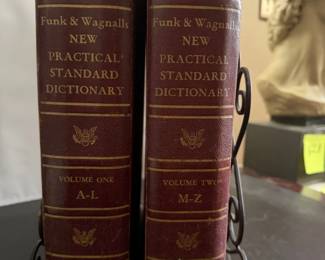 Funk & Wagnalls
NEW
PRACTICAL
STANDARD
DICTIONARY
VOLUME ONE
A-L
Funk & Wagnalls
NEW
PRACTICAL
STANDARD
DICTIONARY
VOLUME TWO
M-Z